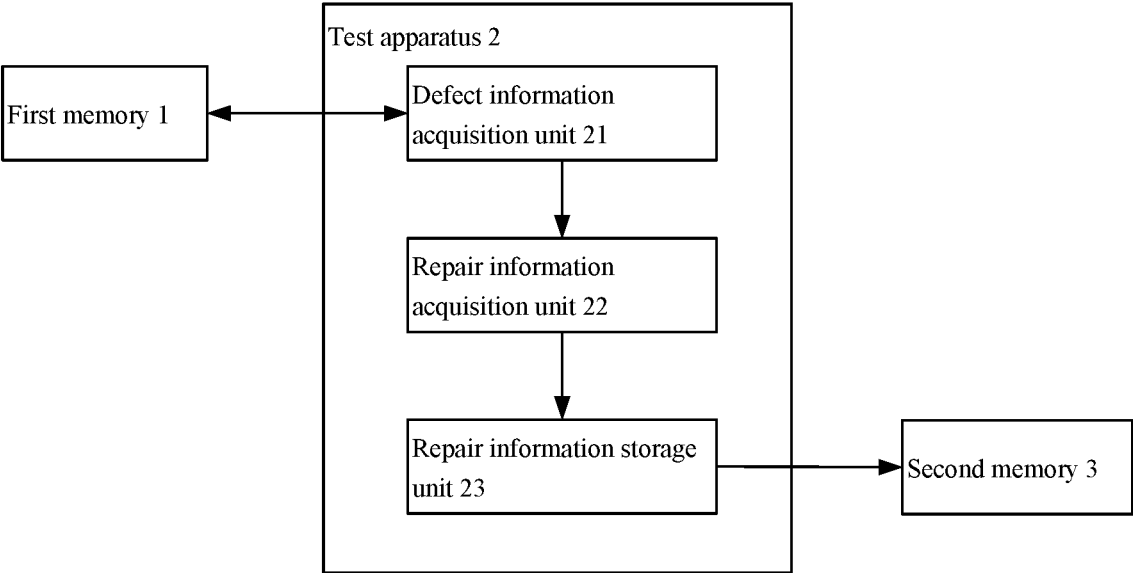 Test apparatus 2
First memory 1
Defect information
acquisition unit 21
Repair information
acquisition unit 22
Repair information storage
unit 23
Second memory 3